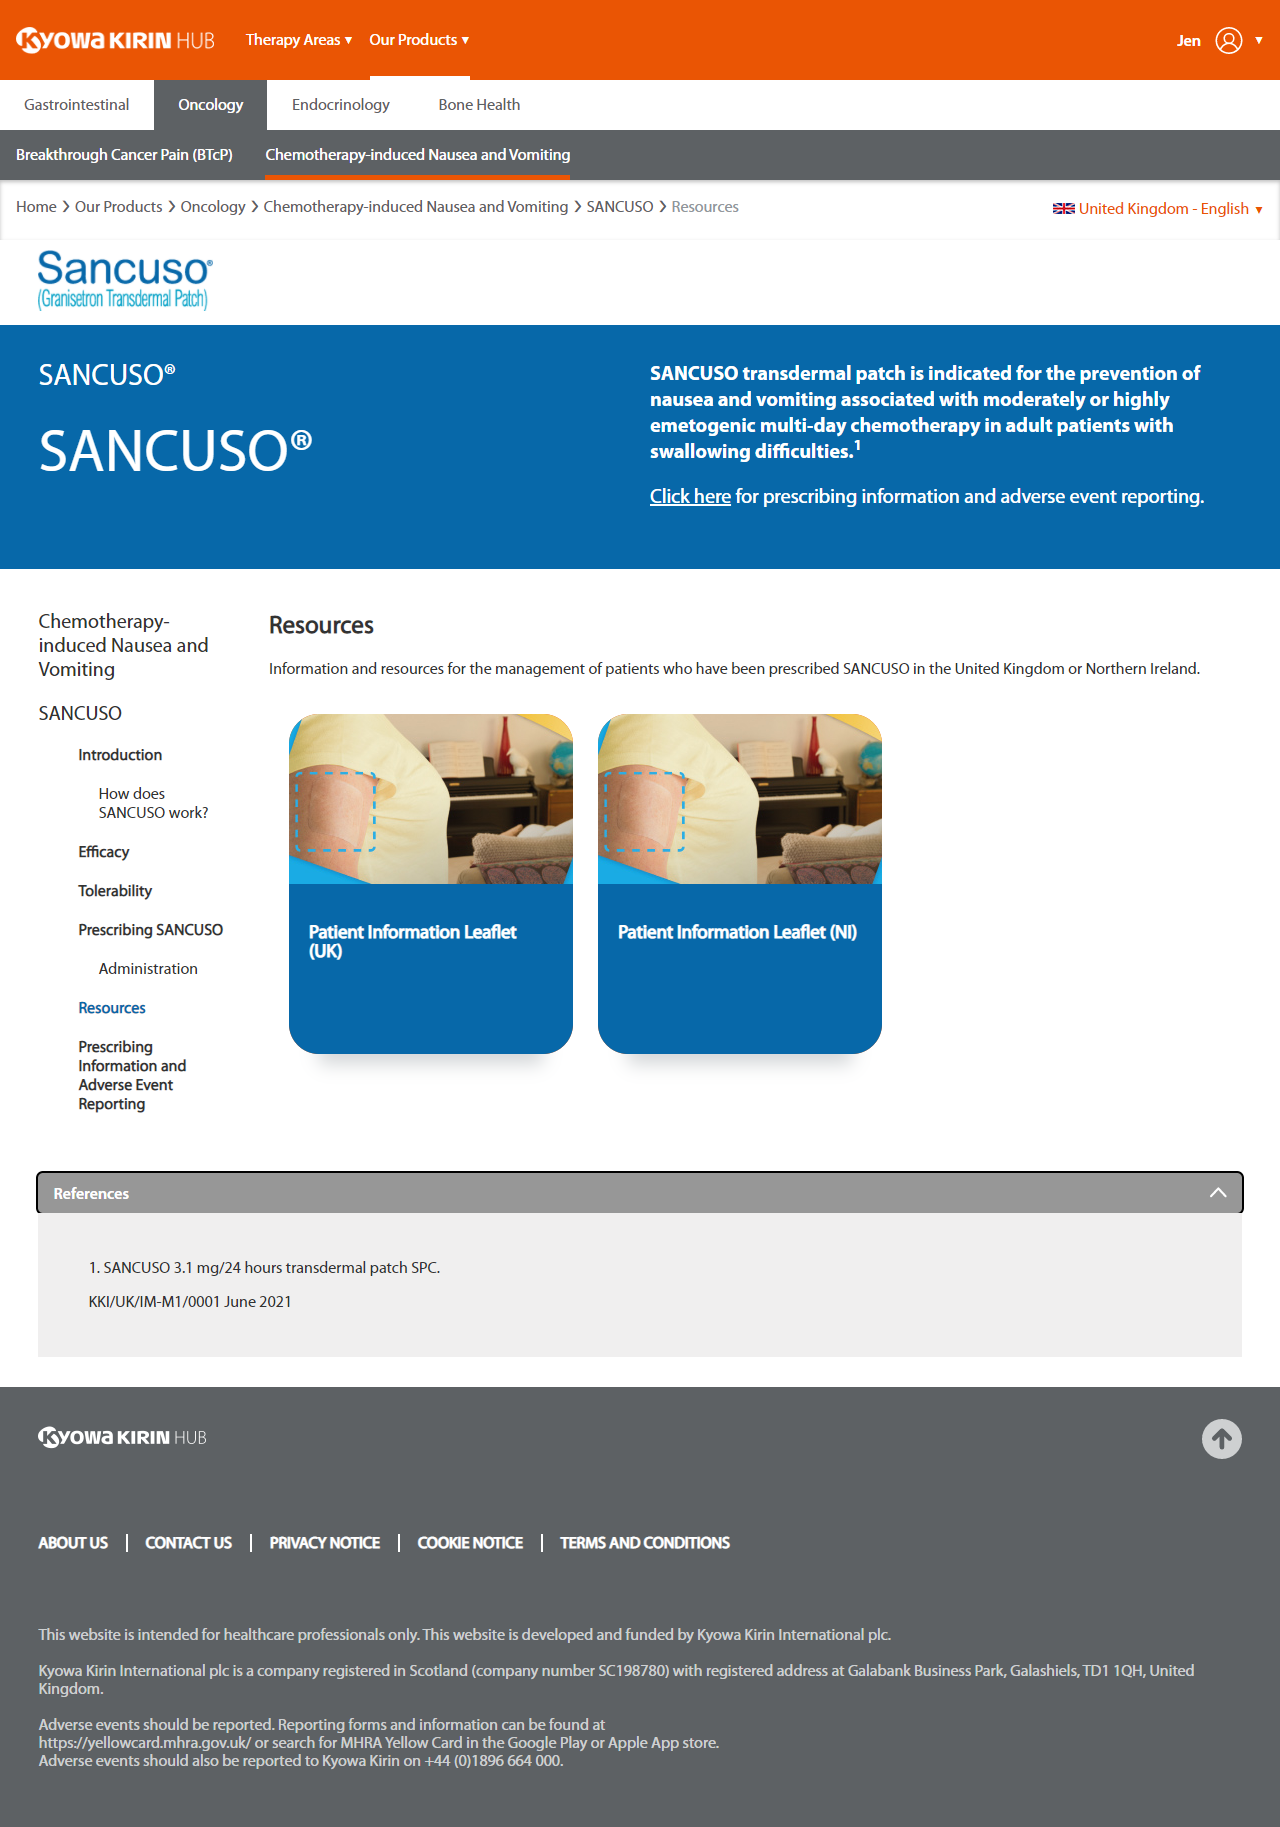 KYOWA KIRIN HUB
Therapy Areas ▾
Our Products ▾
Jen
Gastrointestinal
Oncology
Endocrinology
Bone Health
Breakthrough Cancer Pain (BTcP)
Chemotherapy-induced Nausea and Vomiting
Home > Our Products > Oncology > Chemotherapy-induced Nausea and Vomiting > SANCUSO > Resources
United Kingdom - English ▾
Sancuso®
(Granisetron Transdermal Patch)
SANCUSO®
SANCUSO®
SANCUSO transdermal patch is indicated for the prevention of
nausea and vomiting associated with moderately or highly
emetogenic multi-day chemotherapy in adult patients with
swallowing difficulties.1
Click here for prescribing information and adverse event reporting.
Chemotherapy-
induced Nausea and
Vomiting
SANCUSO
Introduction
How does
SANCUSO work?
Efficacy
Tolerability
Prescribing SANCUSO
Administration
Resources
Prescribing
Information and
Adverse Event
Reporting
Resources
Information and resources for the management of patients who have been prescribed SANCUSO in the United Kingdom or Northern Ireland.
Patient Information Leaflet
(UK)
Patient Information Leaflet (NI)
References
1. SANCUSO 3.1 mg/24 hours transdermal patch SPC.
KKI/UK/IM-M1/0001 June 2021
KYOWA KIRIN HUB
ABOUT US
CONTACT US
PRIVACY NOTICE
COOKIE NOTICE
TERMS AND CONDITIONS
This website is intended for healthcare professionals only. This website is developed and funded by Kyowa Kirin International plc.
Kyowa Kirin International plc is a company registered in Scotland (company number SC198780) with registered address at Galabank Business Park, Galashiels, TD1 1QH, United
Kingdom.
Adverse events should be reported. Reporting forms and information can be found at
https://yellowcard.mhra.gov.uk/ or search for MHRA Yellow Card in the Google Play or Apple App store.
Adverse events should also be reported to Kyowa Kirin on +44 (0)1896 664 000.